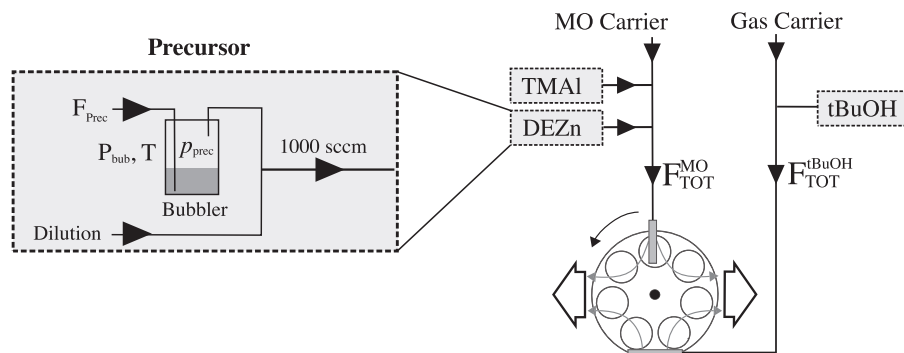 MO Carrier
Gas Carrier
Precursor
TMAl
DEZn
tBuOH
F_Prec
P_bub, T
p_prec
1000 sccm
Bubbler
Dilution
F_TOT^MO
F_TOT^tBuOH